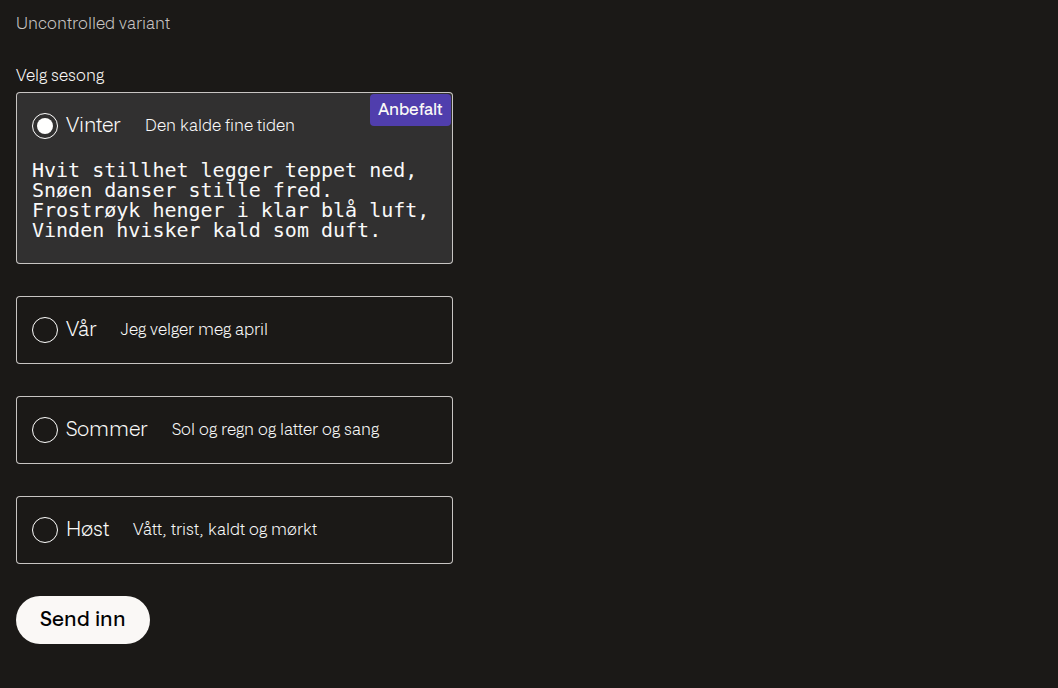 Uncontrolled variant
Velg sesong
Anbefalt
Vinter Den kalde fine tiden
Hvit stillhet legger teppet ned,
Snøen danser stille fred.
Frostrøyk henger i klar blå luft,
Vinden hvisker kald som duft.
Vår Jeg velger meg april
Sommer Sol og regn og latter og sang
Høst Vått, trist, kaldt og mørkt
Send inn